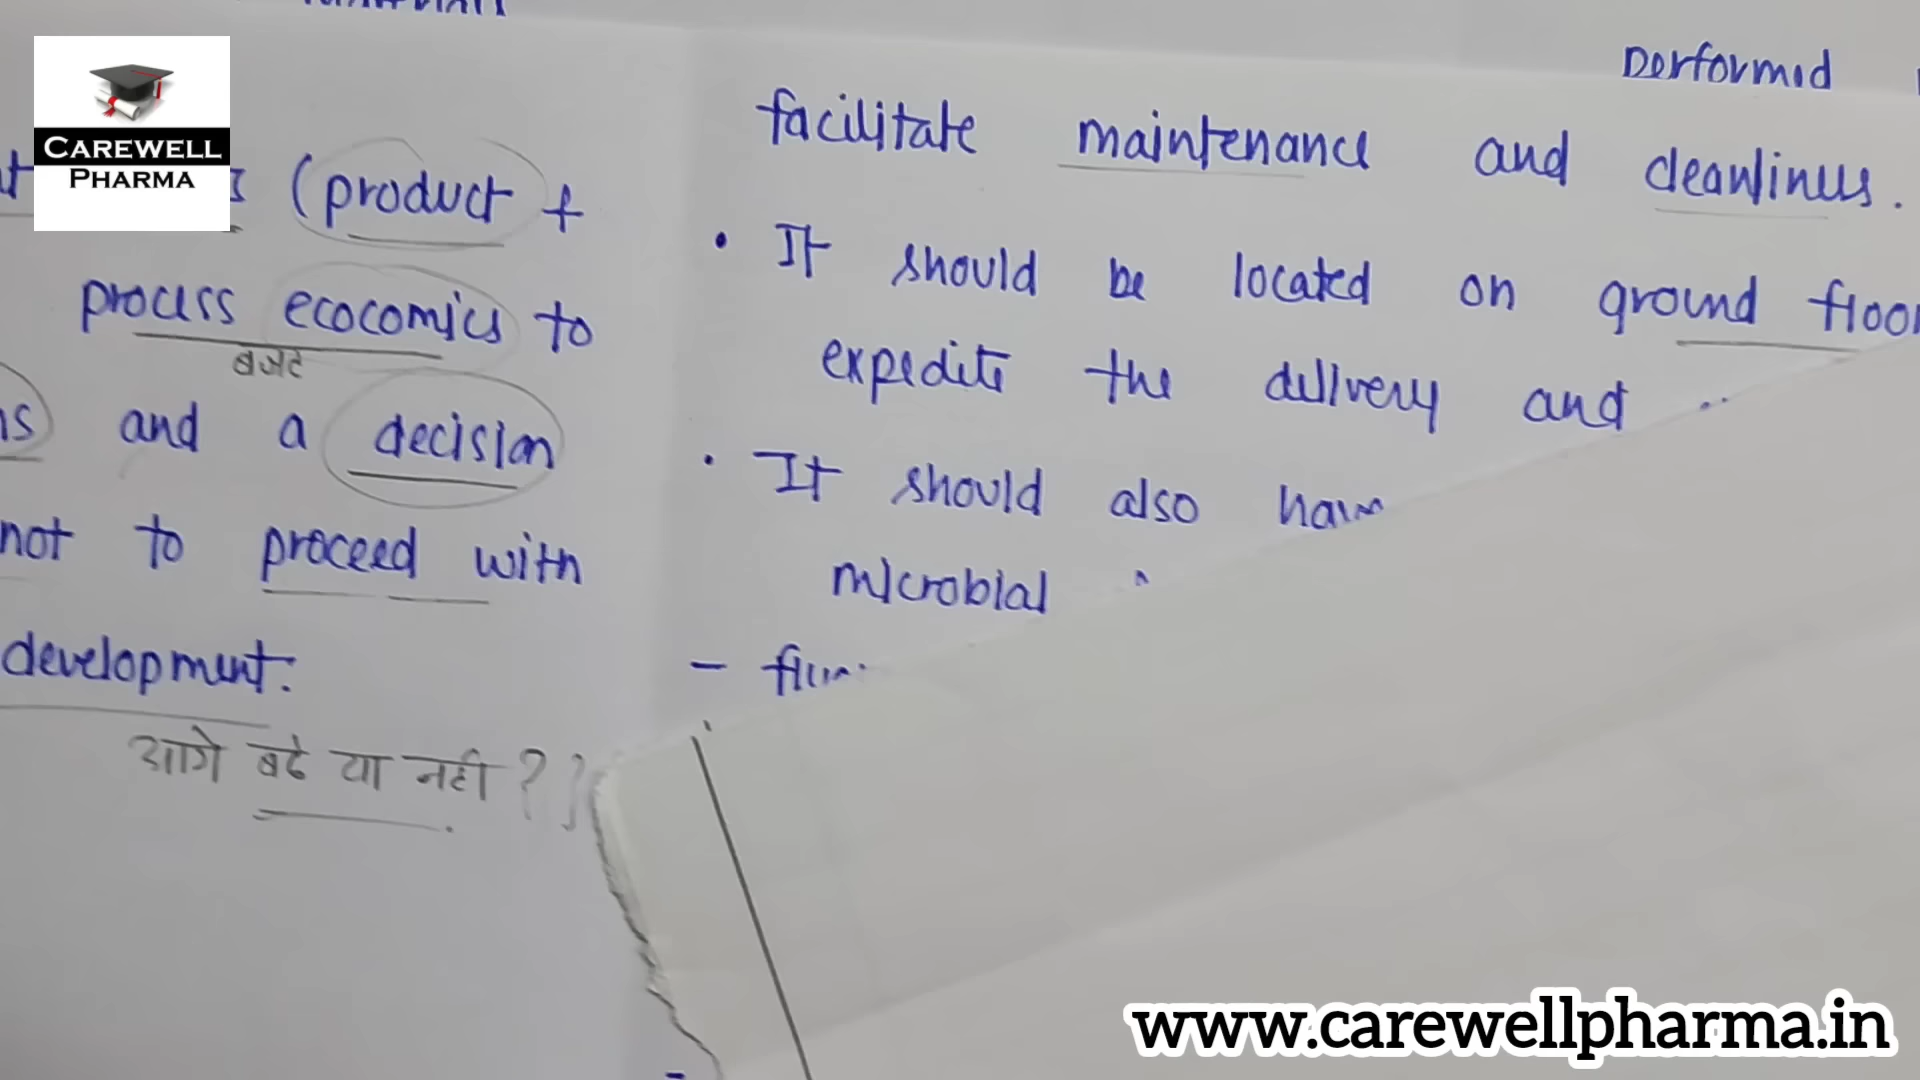 CAREWELL
PHARMA
(product +
process ecocomics to
बजट
and a decision
not to proceed with
development.
आगे बढे या नही ?
performed
facilitate maintenance and cleanliness.
• It should be located on ground floor
expedite the delivery and
• It should also have
microbial
-
www.carewellpharma.in